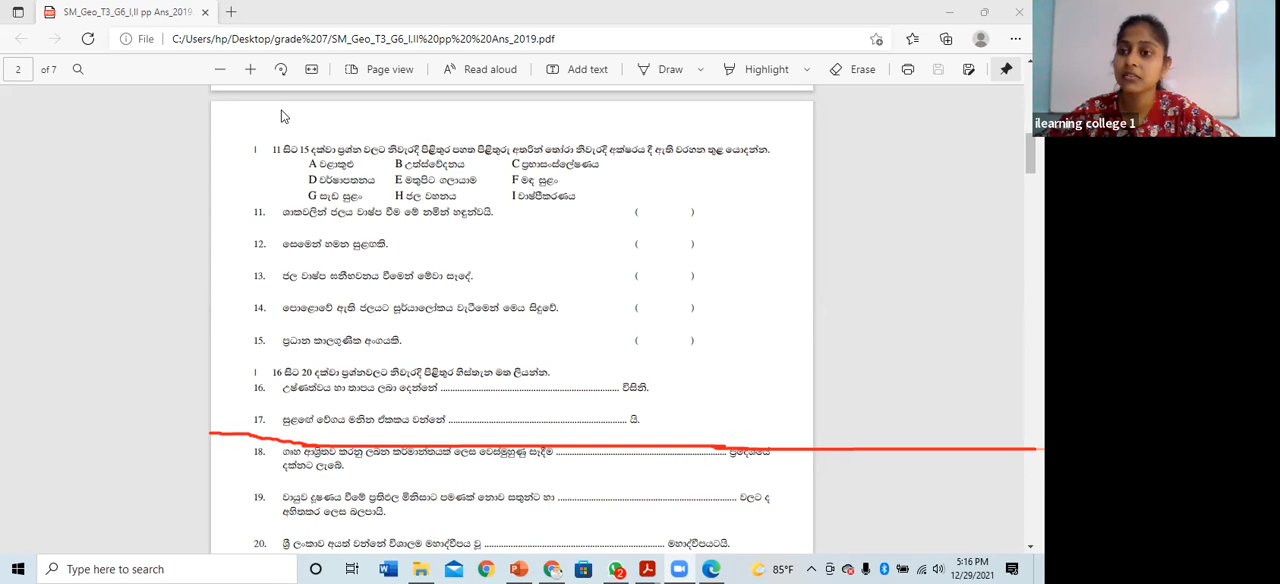 SM_Geo_T3_G6_I,II pp Ans_2019
File C:/Users/hp/Desktop/grade%207/SM_Geo_T3_G6_I,II%20pp%20%20Ans_2019.pdf
2 of 7 Page view Read aloud Add text Draw Highlight Erase
ilearning college 1
I 11 සිට 15 දක්වා ප්‍රශ්න වලට නිවැරදි පිළිතුර පහත පිළිතුරු අතරින් තෝරා නිවැරදි අක්ෂරය දී ඇති වරහන තුළ යොදන්න.
A වළාකුළු B උත්ස්වේදනය C ප්‍රභාසංස්ලේෂණය
D වර්ෂාපතනය E මතුපිට ගලායාම F මඳ සුළං
G සැඩ සුළං H ජල වහනය I වාෂ්පීකරණය
11. ශාකවලින් ජලය වාෂ්ප වීම මේ නමින් හඳුන්වයි. ( )
12. සෙමෙන් හමන සුළඟකි. ( )
13. ජල වාෂ්ප ඝනීභවනය වීමෙන් මේවා සෑදේ. ( )
14. පොළොවේ ඇති ජලයට සූර්යාලෝකය වැටීමෙන් මෙය සිදුවේ. ( )
15. ප්‍රධාන කාලගුණික අංගයකි. ( )
I 16 සිට 20 දක්වා ප්‍රශ්නවලට නිවැරදි පිළිතුර හිස්තැන මත ලියන්න.
16. උෂ්ණත්වය හා තාපය ලබා දෙන්නේ ............................................................ විසිනි.
17. සුළඟේ වේගය මනින ඒකකය වන්නේ ............................................................ යි.
18. ගෘහ ආශ්‍රිතව කරනු ලබන කර්මාන්තයක් ලෙස වෙස්මුහුණු සෑදීම ............................................................ ප්‍රදේශයේ
දක්නට ලැබේ.
19. වායුව දූෂණය වීමේ ප්‍රතිඵල මිනිසාට පමණක් නොව සතුන්ට හා ............................................................ වලට ද
අහිතකර ලෙස බලපායි.
20. ශ්‍රී ලංකාව අයත් වන්නේ විශාලම මහාද්වීපය වූ ............................................................ මහාද්වීපයටයි.
Type here to search 85°F 5:16 PM
12/29/2021